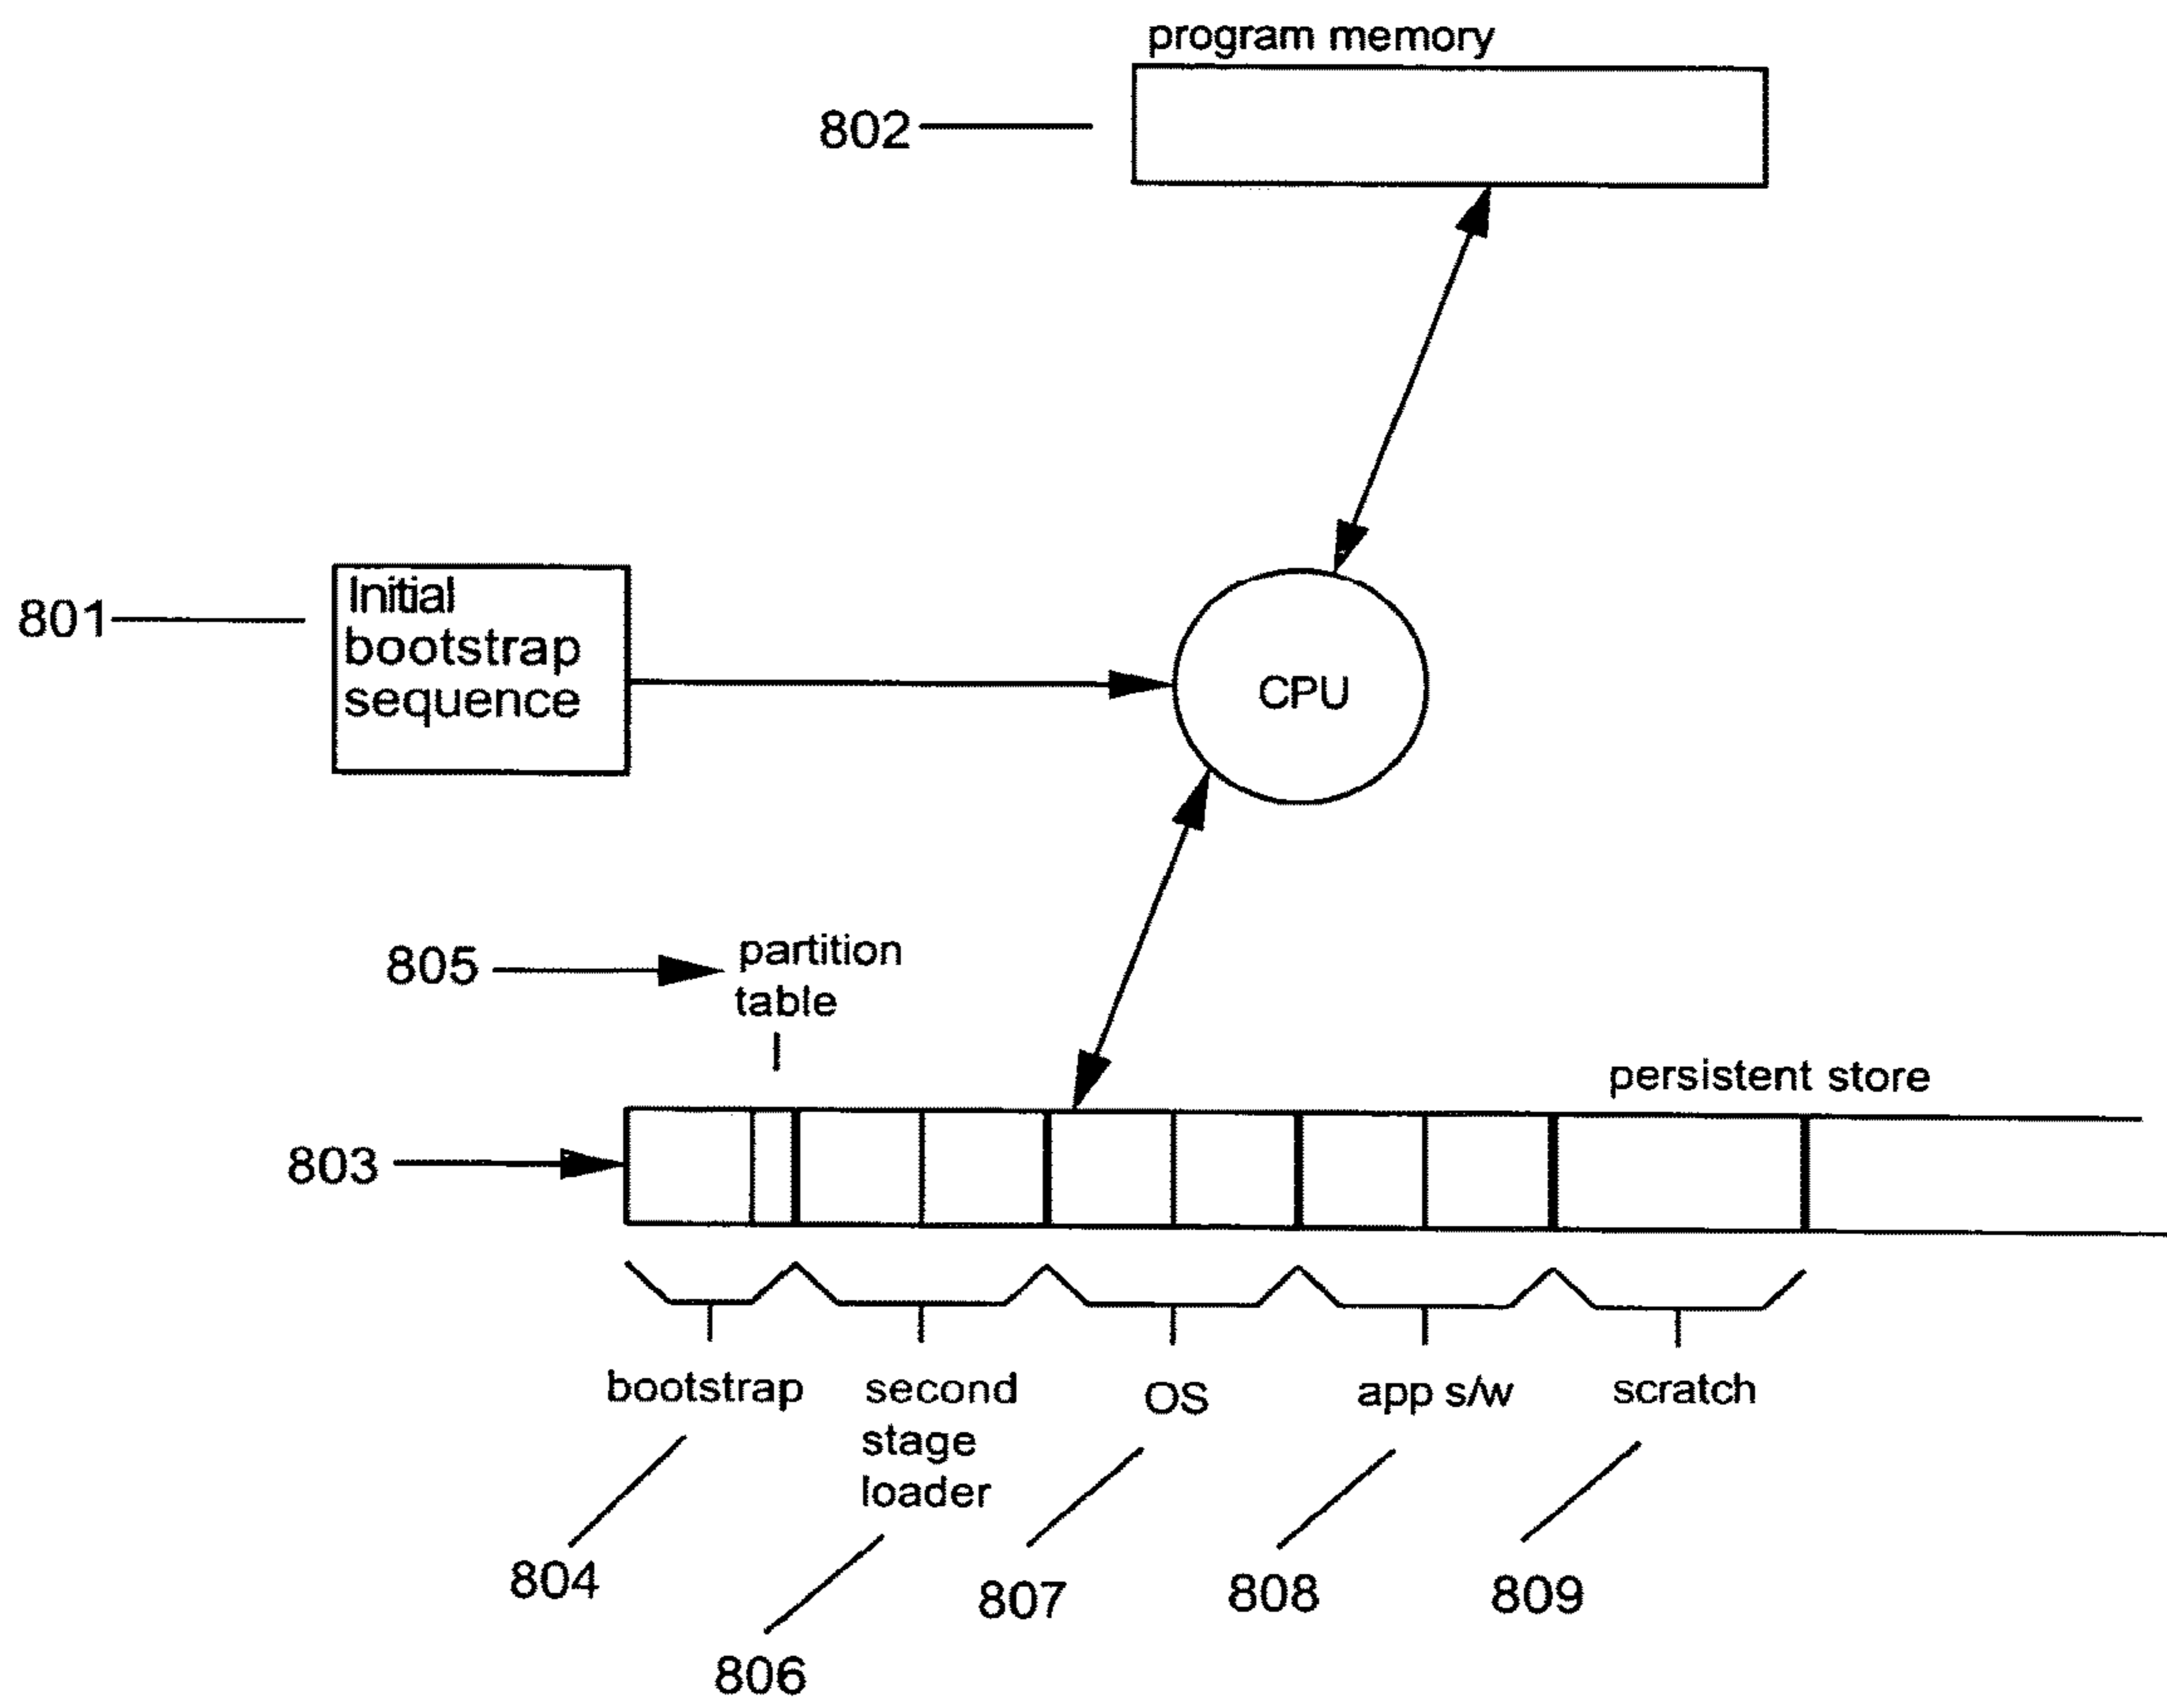 program memory
802
801
Initial
bootstrap
sequence
CPU
805
partition
table
persistent store
803
bootstrap
second
stage
loader
OS
app s/w
scratch
804
806
807
808
809